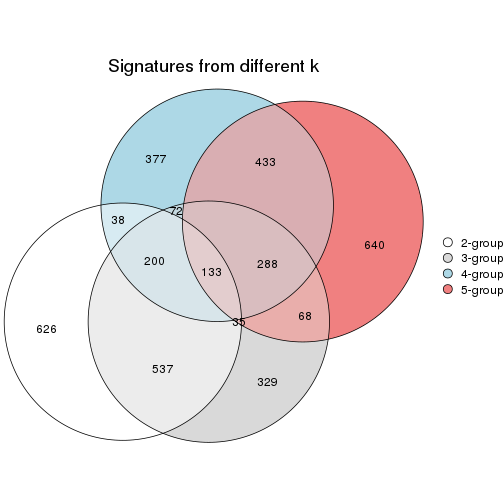 Signatures from different k
377
433
38
72
640
200
133
288
35
68
626
537
329
2-group
3-group
4-group
5-group